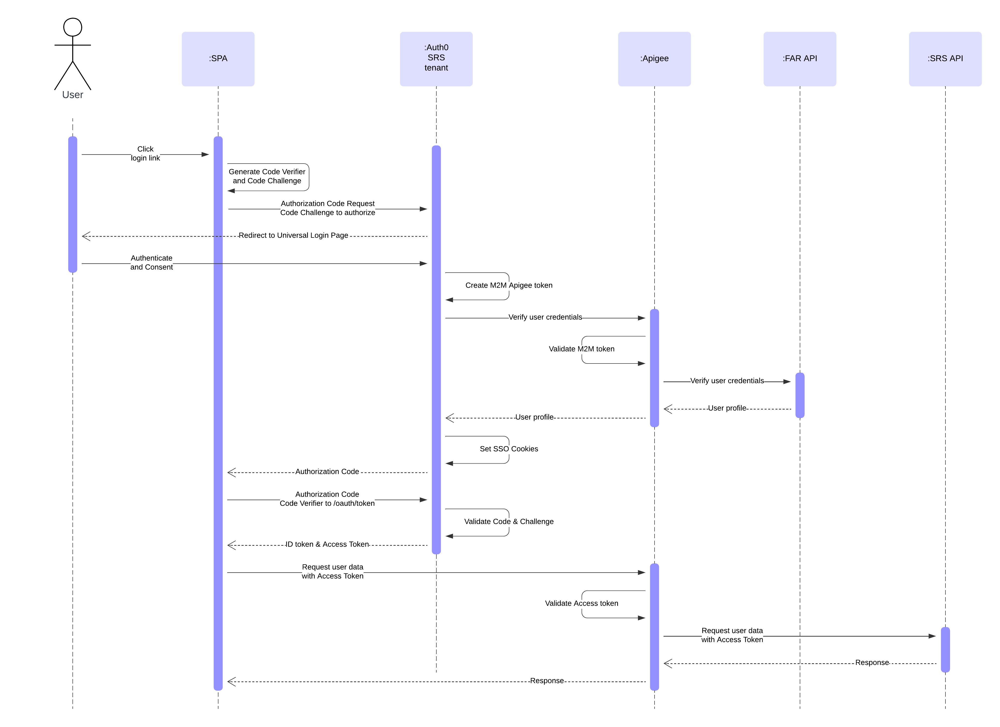 :SPA
:Auth0
SRS
tenant
:Apigee
:FAR API
:SRS API
User
Click
login link
Generate Code Verifier
and Code Challenge
Authorization Code Request
Code Challenge to authorize
Redirect to Universal Login Page
Authenticate
and Consent
Create M2M Apigee token
Verify user credentials
Validate M2M token
Verify user credentials
User profile
User profile
Set SSO Cookies
Authorization Code
Authorization Code
Code Verifier to /oauth/token
Validate Code & Challenge
ID token & Access Token
Request user data
with Access Token
Validate Access token
Request user data
with Access Token
Response
Response